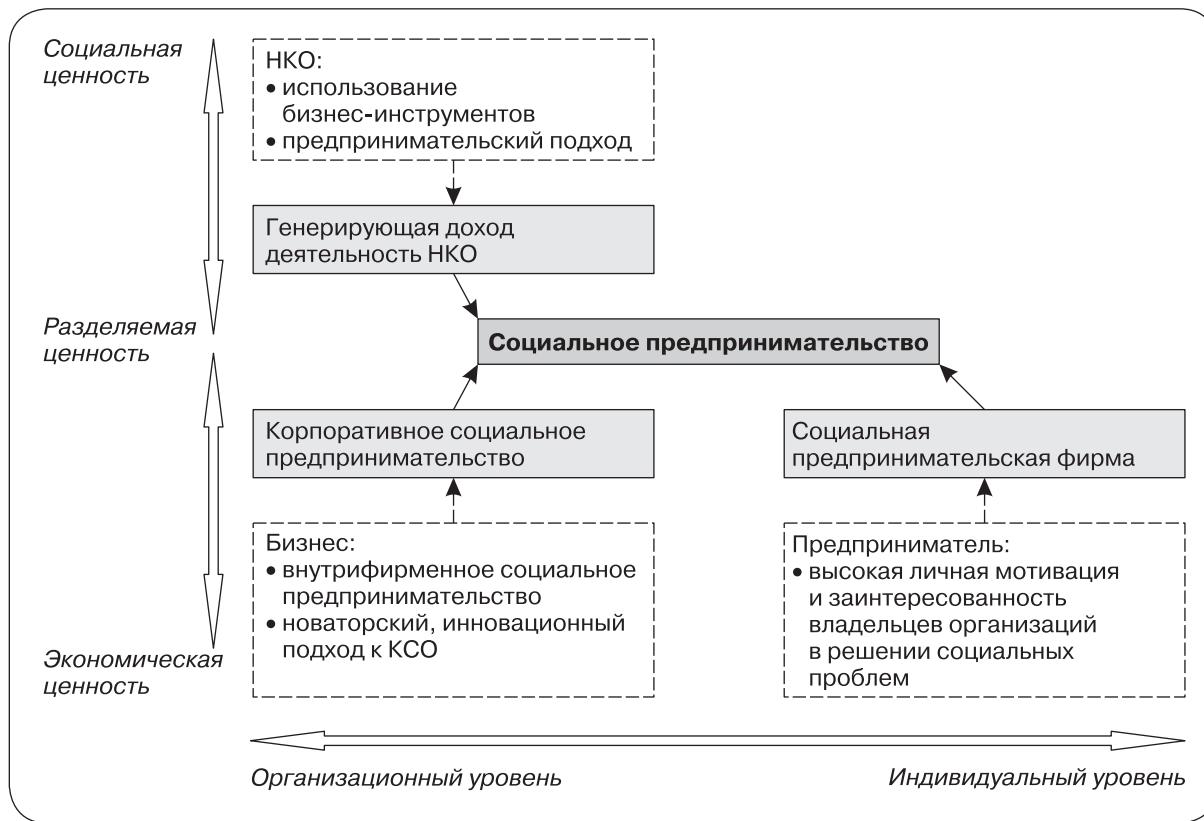 Социальная
ценность
НКО:
• использование
бизнес-инструментов
• предпринимательский подход
Генерирующая доход
деятельность НКО
Разделяемая
ценность
Социальное предпринимательство
Корпоративное социальное
предпринимательство
Социальная
предпринимательская фирма
Бизнес:
• внутрифирменное социальное
предпринимательство
• новаторский, инновационный
подход к КСО
Предприниматель:
• высокая личная мотивация
и заинтересованность
владельцев организаций
в решении социальных
проблем
Экономическая
ценность
Организационный уровень
Индивидуальный уровень